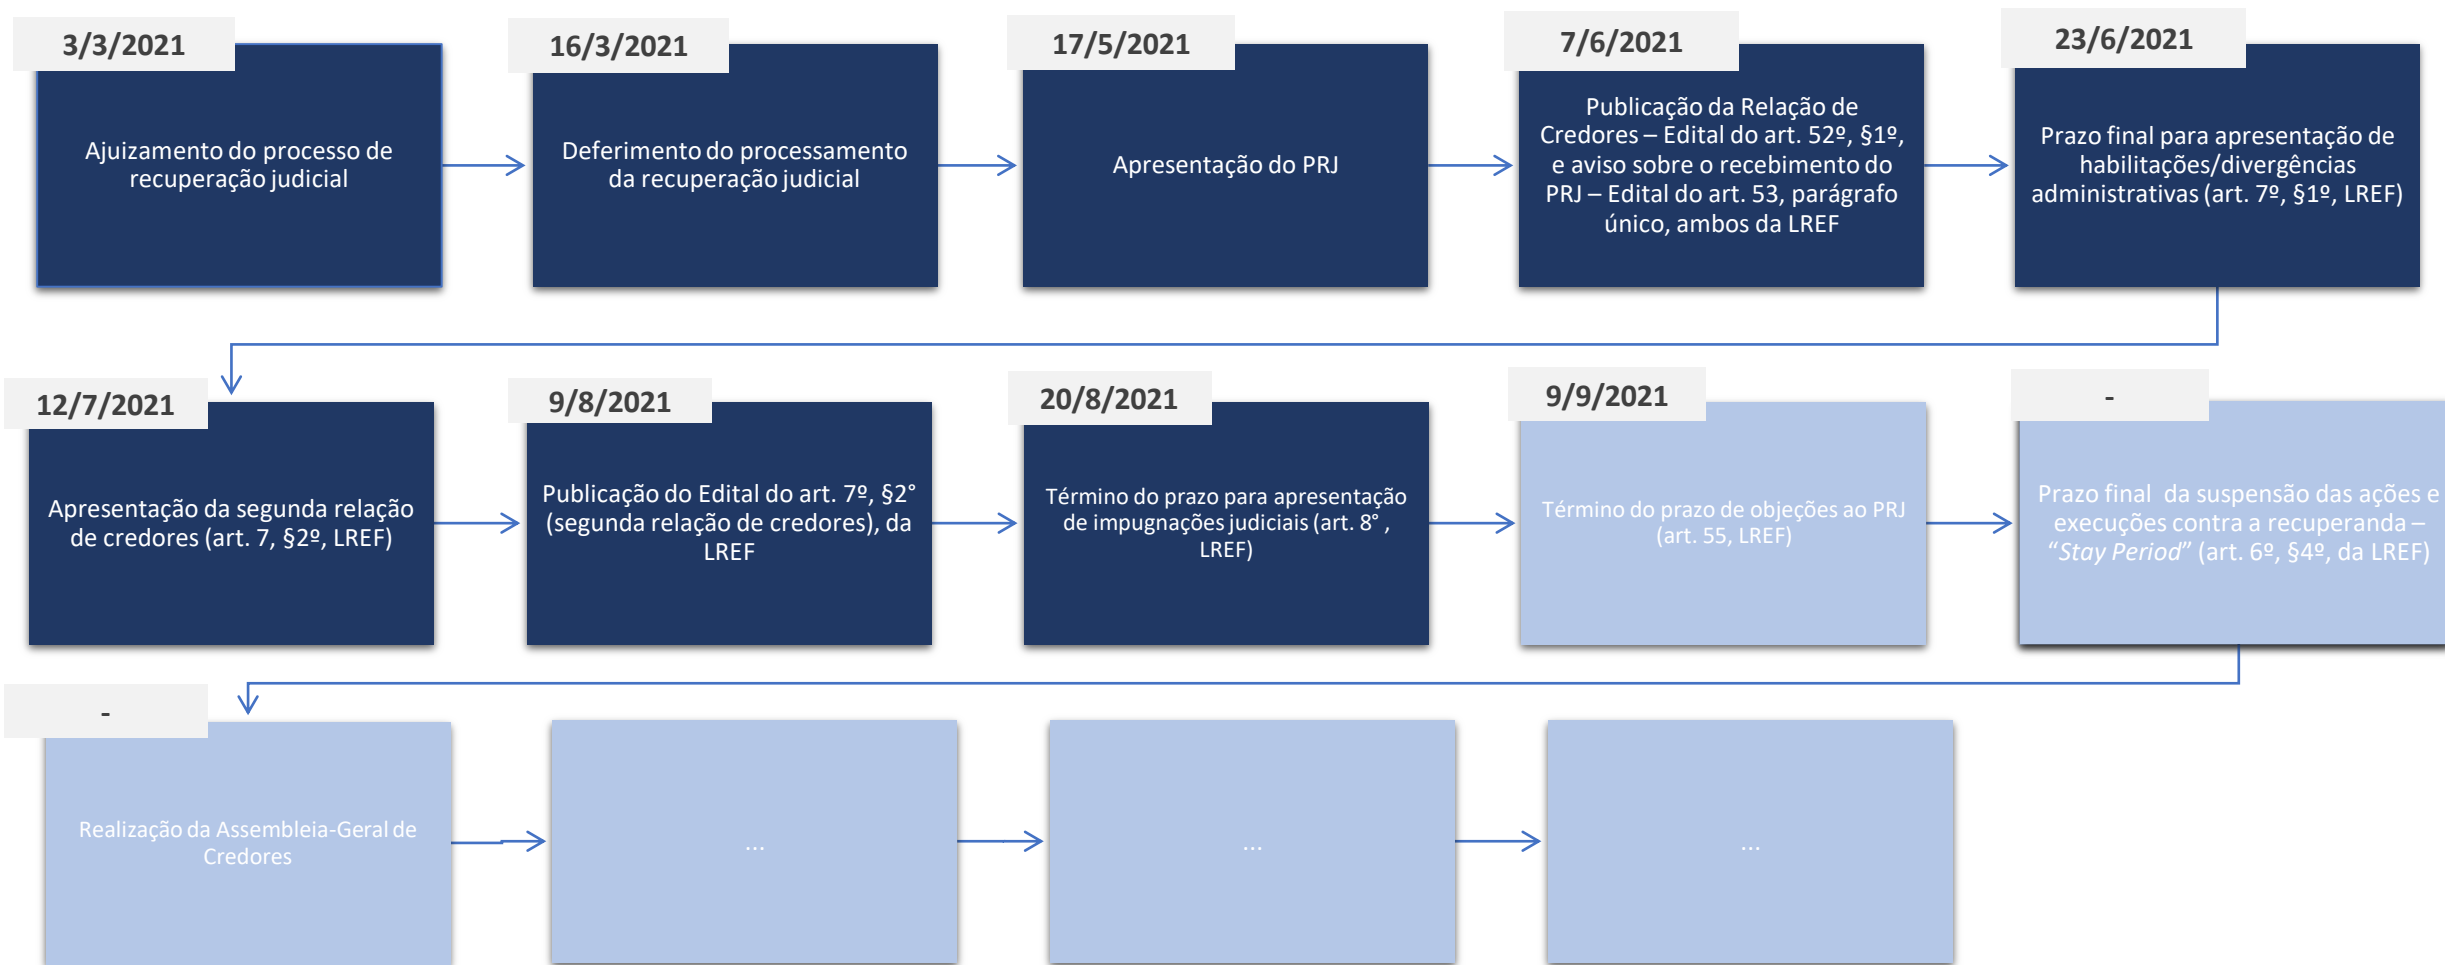 3/3/2021
Ajuizamento do processo de
recuperação judicial
16/3/2021
Deferimento do processamento
da recuperação judicial
17/5/2021
Apresentação do PRJ
7/6/2021
Publicação da Relação de
Credores – Edital do art. 52º, §1º,
e aviso sobre o recebimento do
PRJ – Edital do art. 53, parágrafo
único, ambos da LREF
23/6/2021
Prazo final para apresentação de
habilitações/divergências
administrativas (art. 7º, §1º, LREF)
12/7/2021
Apresentação da segunda relação
de credores (art. 7, §2º, LREF)
9/8/2021
Publicação do Edital do art. 7º, §2°
(segunda relação de credores), da
LREF
20/8/2021
Término do prazo para apresentação
de impugnações judiciais (art. 8° ,
LREF)
9/9/2021
Término do prazo de objeções ao PRJ
(art. 55, LREF)
-
Prazo final da suspensão das ações e
execuções contra a recuperanda –
“Stay Period” (art. 6º, §4º, da LREF)
-
Realização da Assembleia-Geral de
Credores
...
...
...